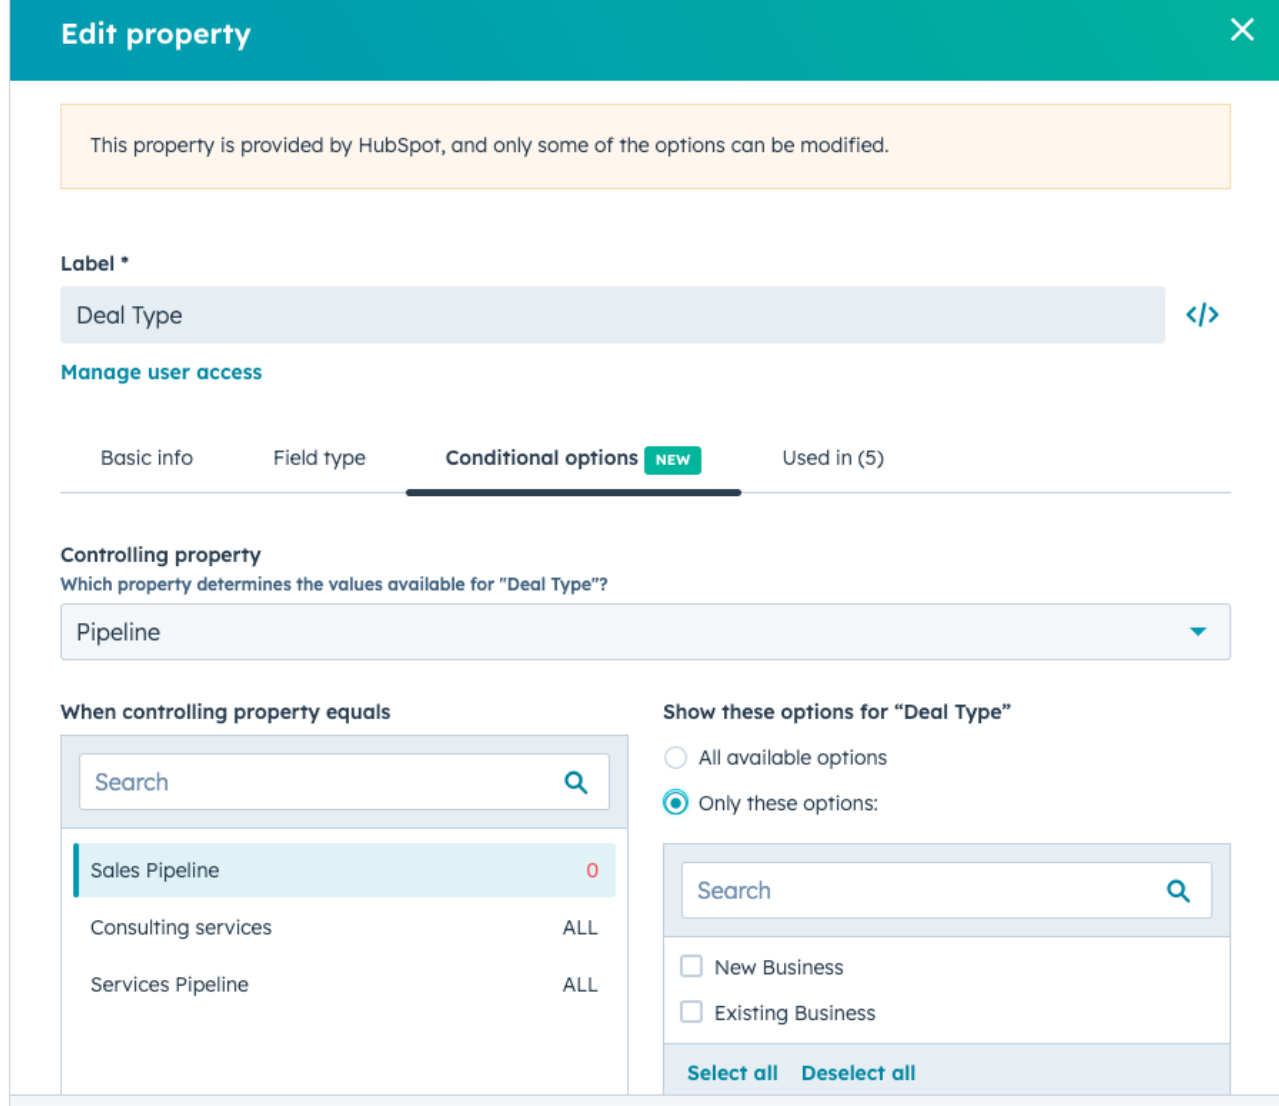 Edit property
This property is provided by HubSpot, and only some of the options can be modified.
Label *
Deal Type
</>
Manage user access
Basic info
Field type
Conditional options NEW
Used in (5)
Controlling property
Which property determines the values available for "Deal Type"?
Pipeline
When controlling property equals
Search
Sales Pipeline 0
Consulting services ALL
Services Pipeline ALL
Show these options for “Deal Type”
All available options
Only these options:
Search
New Business
Existing Business
Select all Deselect all